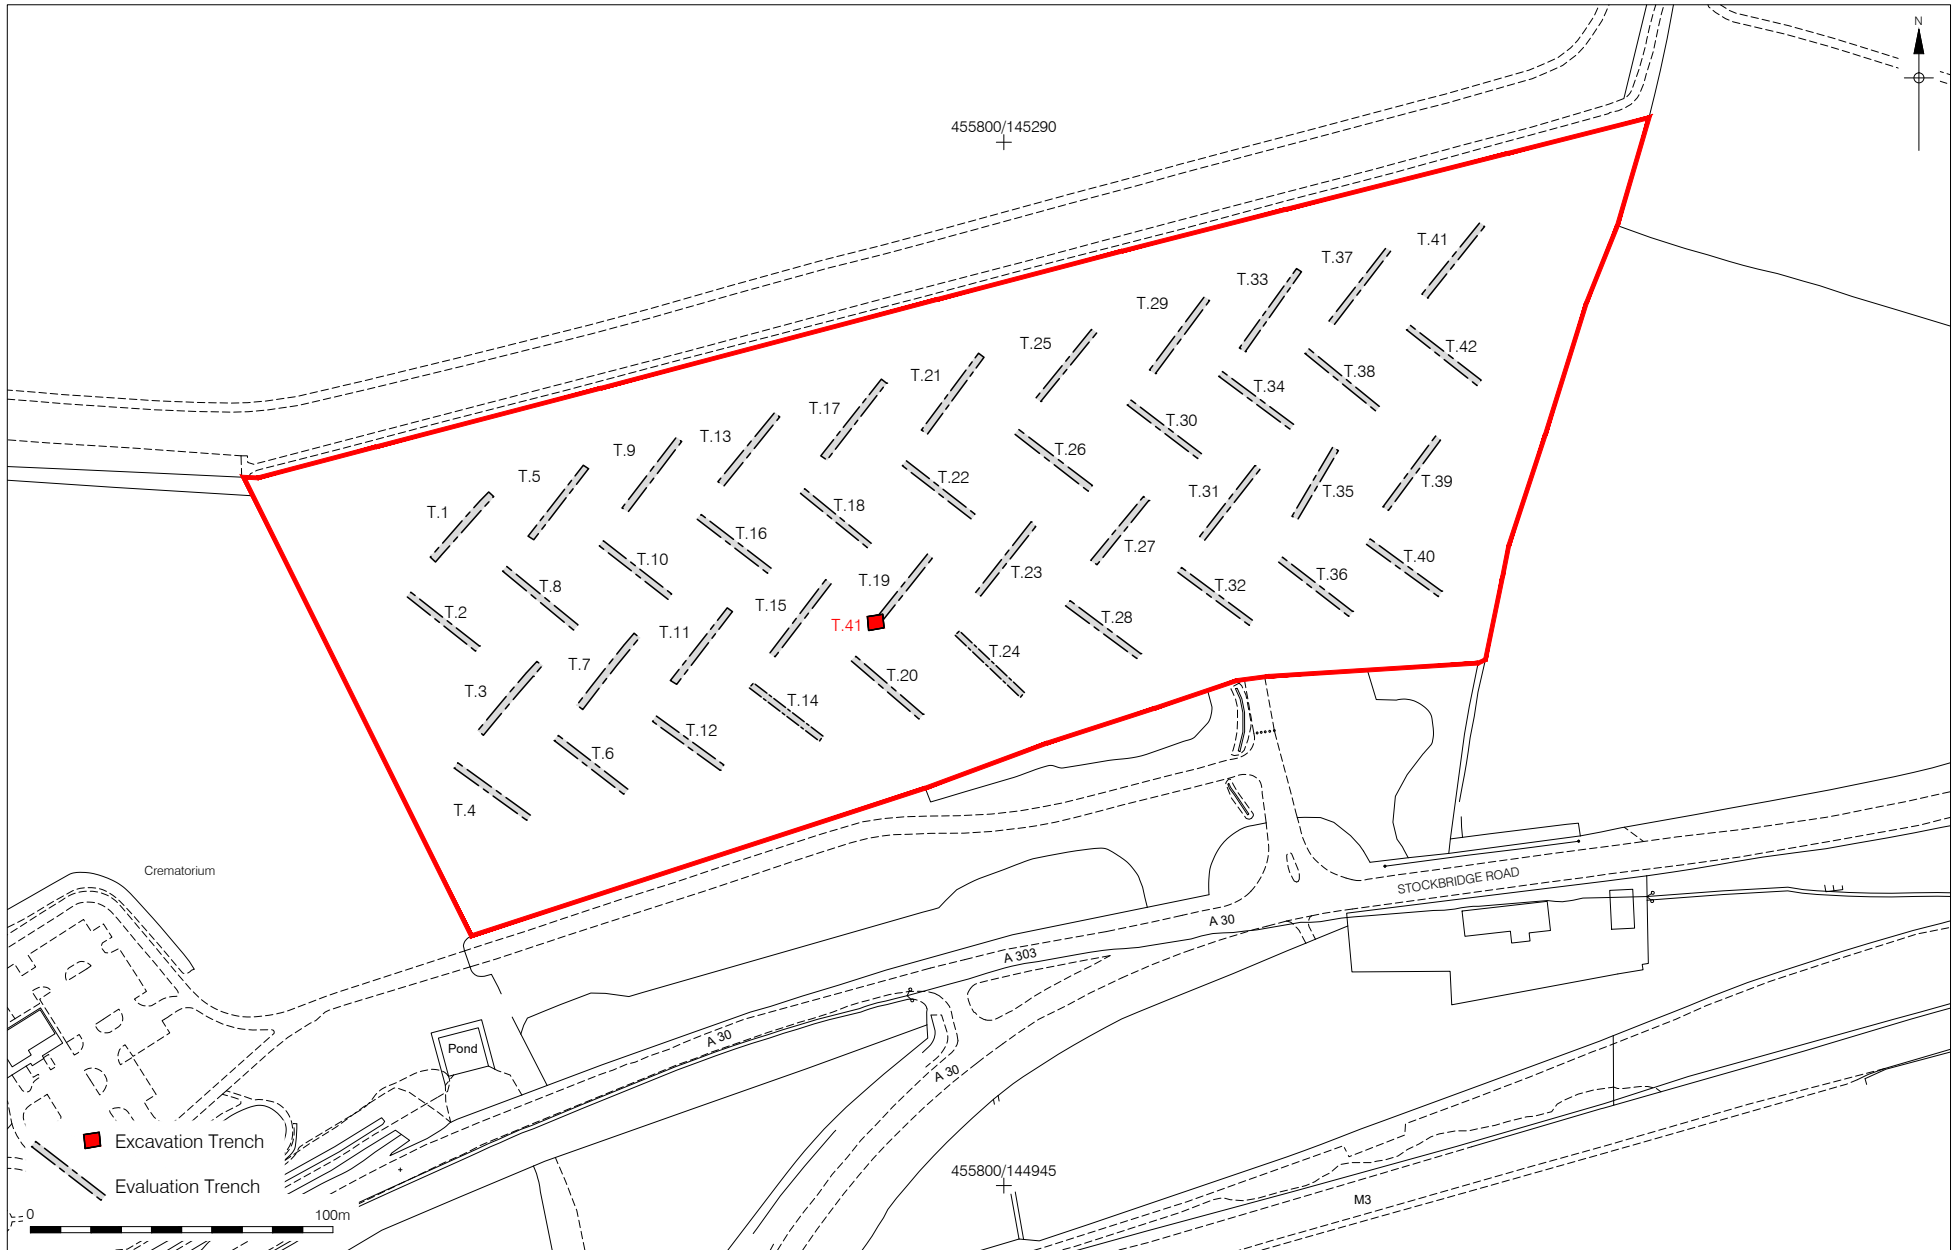 N
455800/145290
T.41
T.37
T.33
T.29
T.25
T.42
T.21
T.38
T.34
T.17
T.30
T.13
T.26
T.9
T.5
T.22
T.39
T.35
T.31
T.1
T.18
T.16
T.27
T.10
T.40
T.23
T.36
T.19
T.32
T.8
T.15
T.2
T.28
T.41
T.11
T.24
T.7
T.20
T.3
T.14
T.12
T.6
T.4
Crematorium
STOCKBRIDGE ROAD
A 30
A 303
A 30
Pond
A 30
Excavation Trench
455800/144945
Evaluation Trench
M3
0
100m